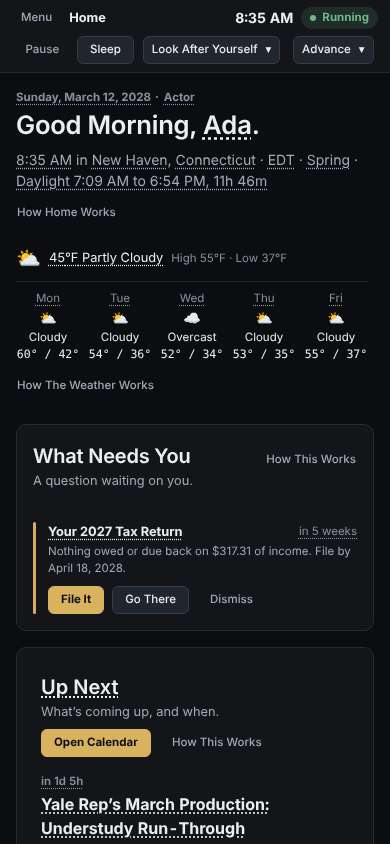 Menu Home 8:35 AM Running
Pause Sleep Look After Yourself ▾ Advance ▾
Sunday, March 12, 2028 · Actor
Good Morning, Ada.
8:35 AM in New Haven, Connecticut · EDT · Spring ·
Daylight 7:09 AM to 6:54 PM, 11h 46m
How Home Works
45°F Partly Cloudy High 55°F · Low 37°F
Mon Tue Wed Thu Fri
Cloudy Cloudy Overcast Cloudy Cloudy
60° / 42° 54° / 36° 52° / 34° 53° / 35° 55° / 37°
How The Weather Works
What Needs You How This Works
A question waiting on you.
Your 2027 Tax Return in 5 weeks
Nothing owed or due back on $317.31 of income. File by
April 18, 2028.
File It Go There Dismiss
Up Next
What's coming up, and when.
Open Calendar How This Works
in 1d 5h
Yale Rep's March Production:
Understudy Run-Through